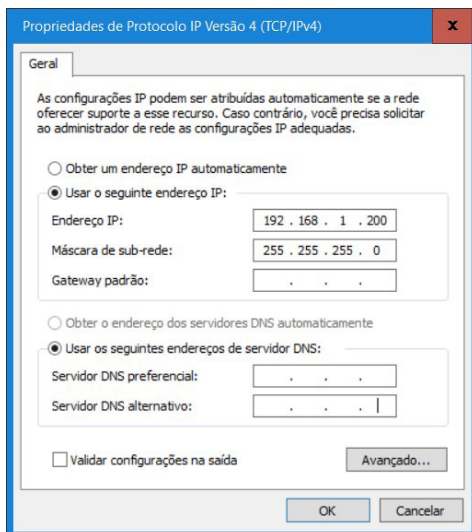 Propriedades de Protocolo IP Versão 4 (TCP/IPv4)
x
Geral
As configurações IP podem ser atribuídas automaticamente se a rede
oferecer suporte a esse recurso. Caso contrário, você precisa solicitar
ao administrador de rede as configurações IP adequadas.
Obter um endereço IP automaticamente
Usar o seguinte endereço IP:
Endereço IP: 192 . 168 . 1 . 200
Máscara de sub-rede: 255 . 255 . 255 . 0
Gateway padrão: . . .
Obter o endereço dos servidores DNS automaticamente
Usar os seguintes endereços de servidor DNS:
Servidor DNS preferencial: . . .
Servidor DNS alternativo: . . .
Validar configurações na saída Avançado...
OK Cancelar